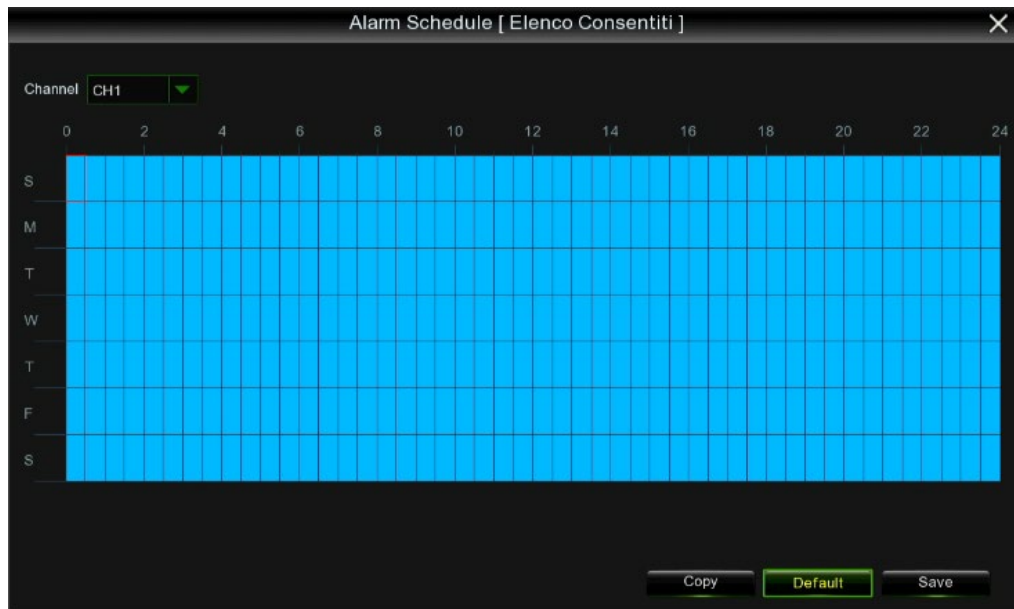 Alarm Schedule [ Elenco Consentiti ]
Channel CH1
0 2 4 6 8 10 12 14 16 18 20 22 24
S
M
T
W
T
F
S
Copy Default Save